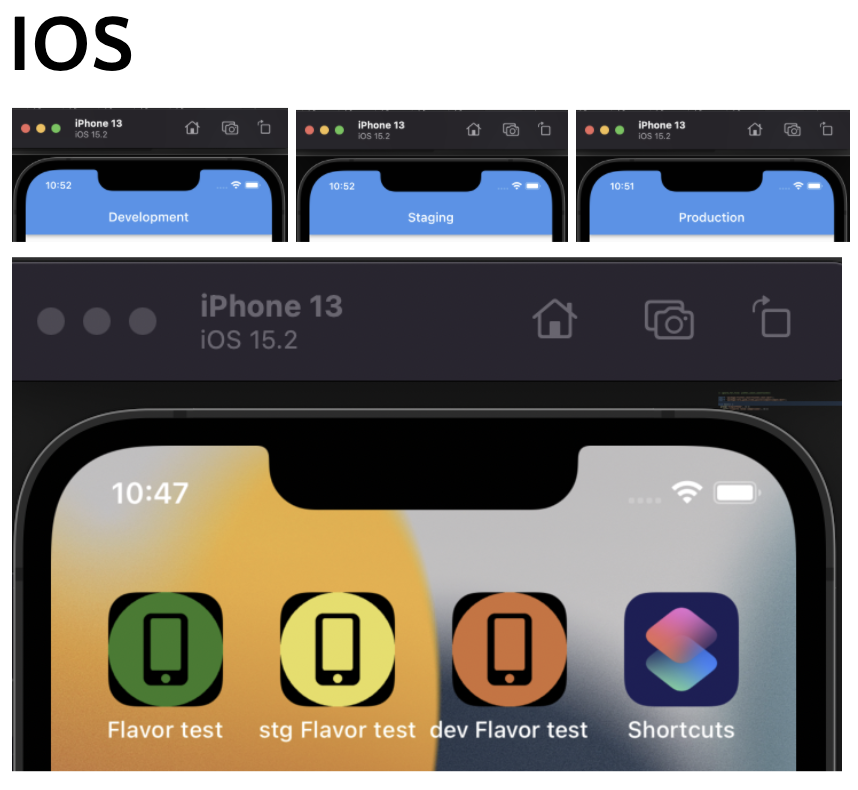 IOS
iPhone 13
iOS 15.2
10:52
Development
iPhone 13
iOS 15.2
10:52
Staging
iPhone 13
iOS 15.2
10:51
Production
iPhone 13
iOS 15.2
10:47
Flavor test
stg Flavor test
dev Flavor test
Shortcuts